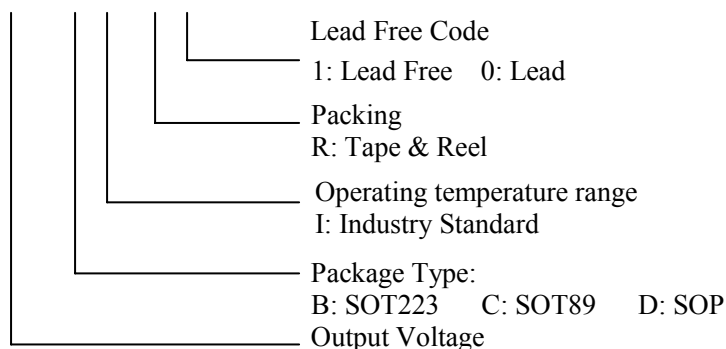 Lead Free Code
1: Lead Free 0: Lead
Packing
R: Tape & Reel
Operating temperature range
I: Industry Standard
Package Type:
B: SOT223 C: SOT89 D: SOP
Output Voltage